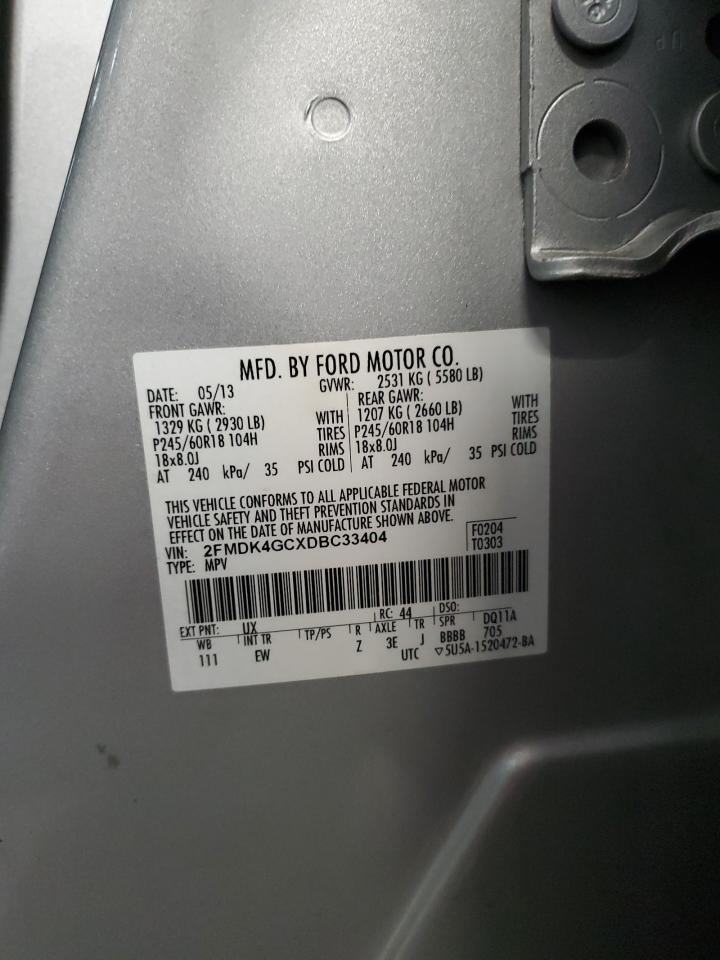 MFD. BY FORD MOTOR CO.
DATE: 05/13 GVWR: 2531 KG ( 5580 LB)
FRONT GAWR: REAR GAWR:
1329 KG ( 2930 LB) WITH 1207 KG ( 2660 LB) WITH
P245/60R18 104H TIRES P245/60R18 104H TIRES
18x8.0J RIMS 18x8.0J RIMS
AT 240 kPa/ 35 PSI COLD AT 240 kPa/ 35 PSI COLD
THIS VEHICLE CONFORMS TO ALL APPLICABLE FEDERAL MOTOR
VEHICLE SAFETY AND THEFT PREVENTION STANDARDS IN
EFFECT ON THE DATE OF MANUFACTURE SHOWN ABOVE.
VIN: 2FMDK4GCXDBC33404 F0204
TYPE: MPV T0303
EXT PNT: UX RC: 44 DSO:
WB INT TR TP/PS R AXLE TR SPR DQ11A
111 EW Z 3E J BBBB 705
UTC ▽5U5A-1520472-BA
UP